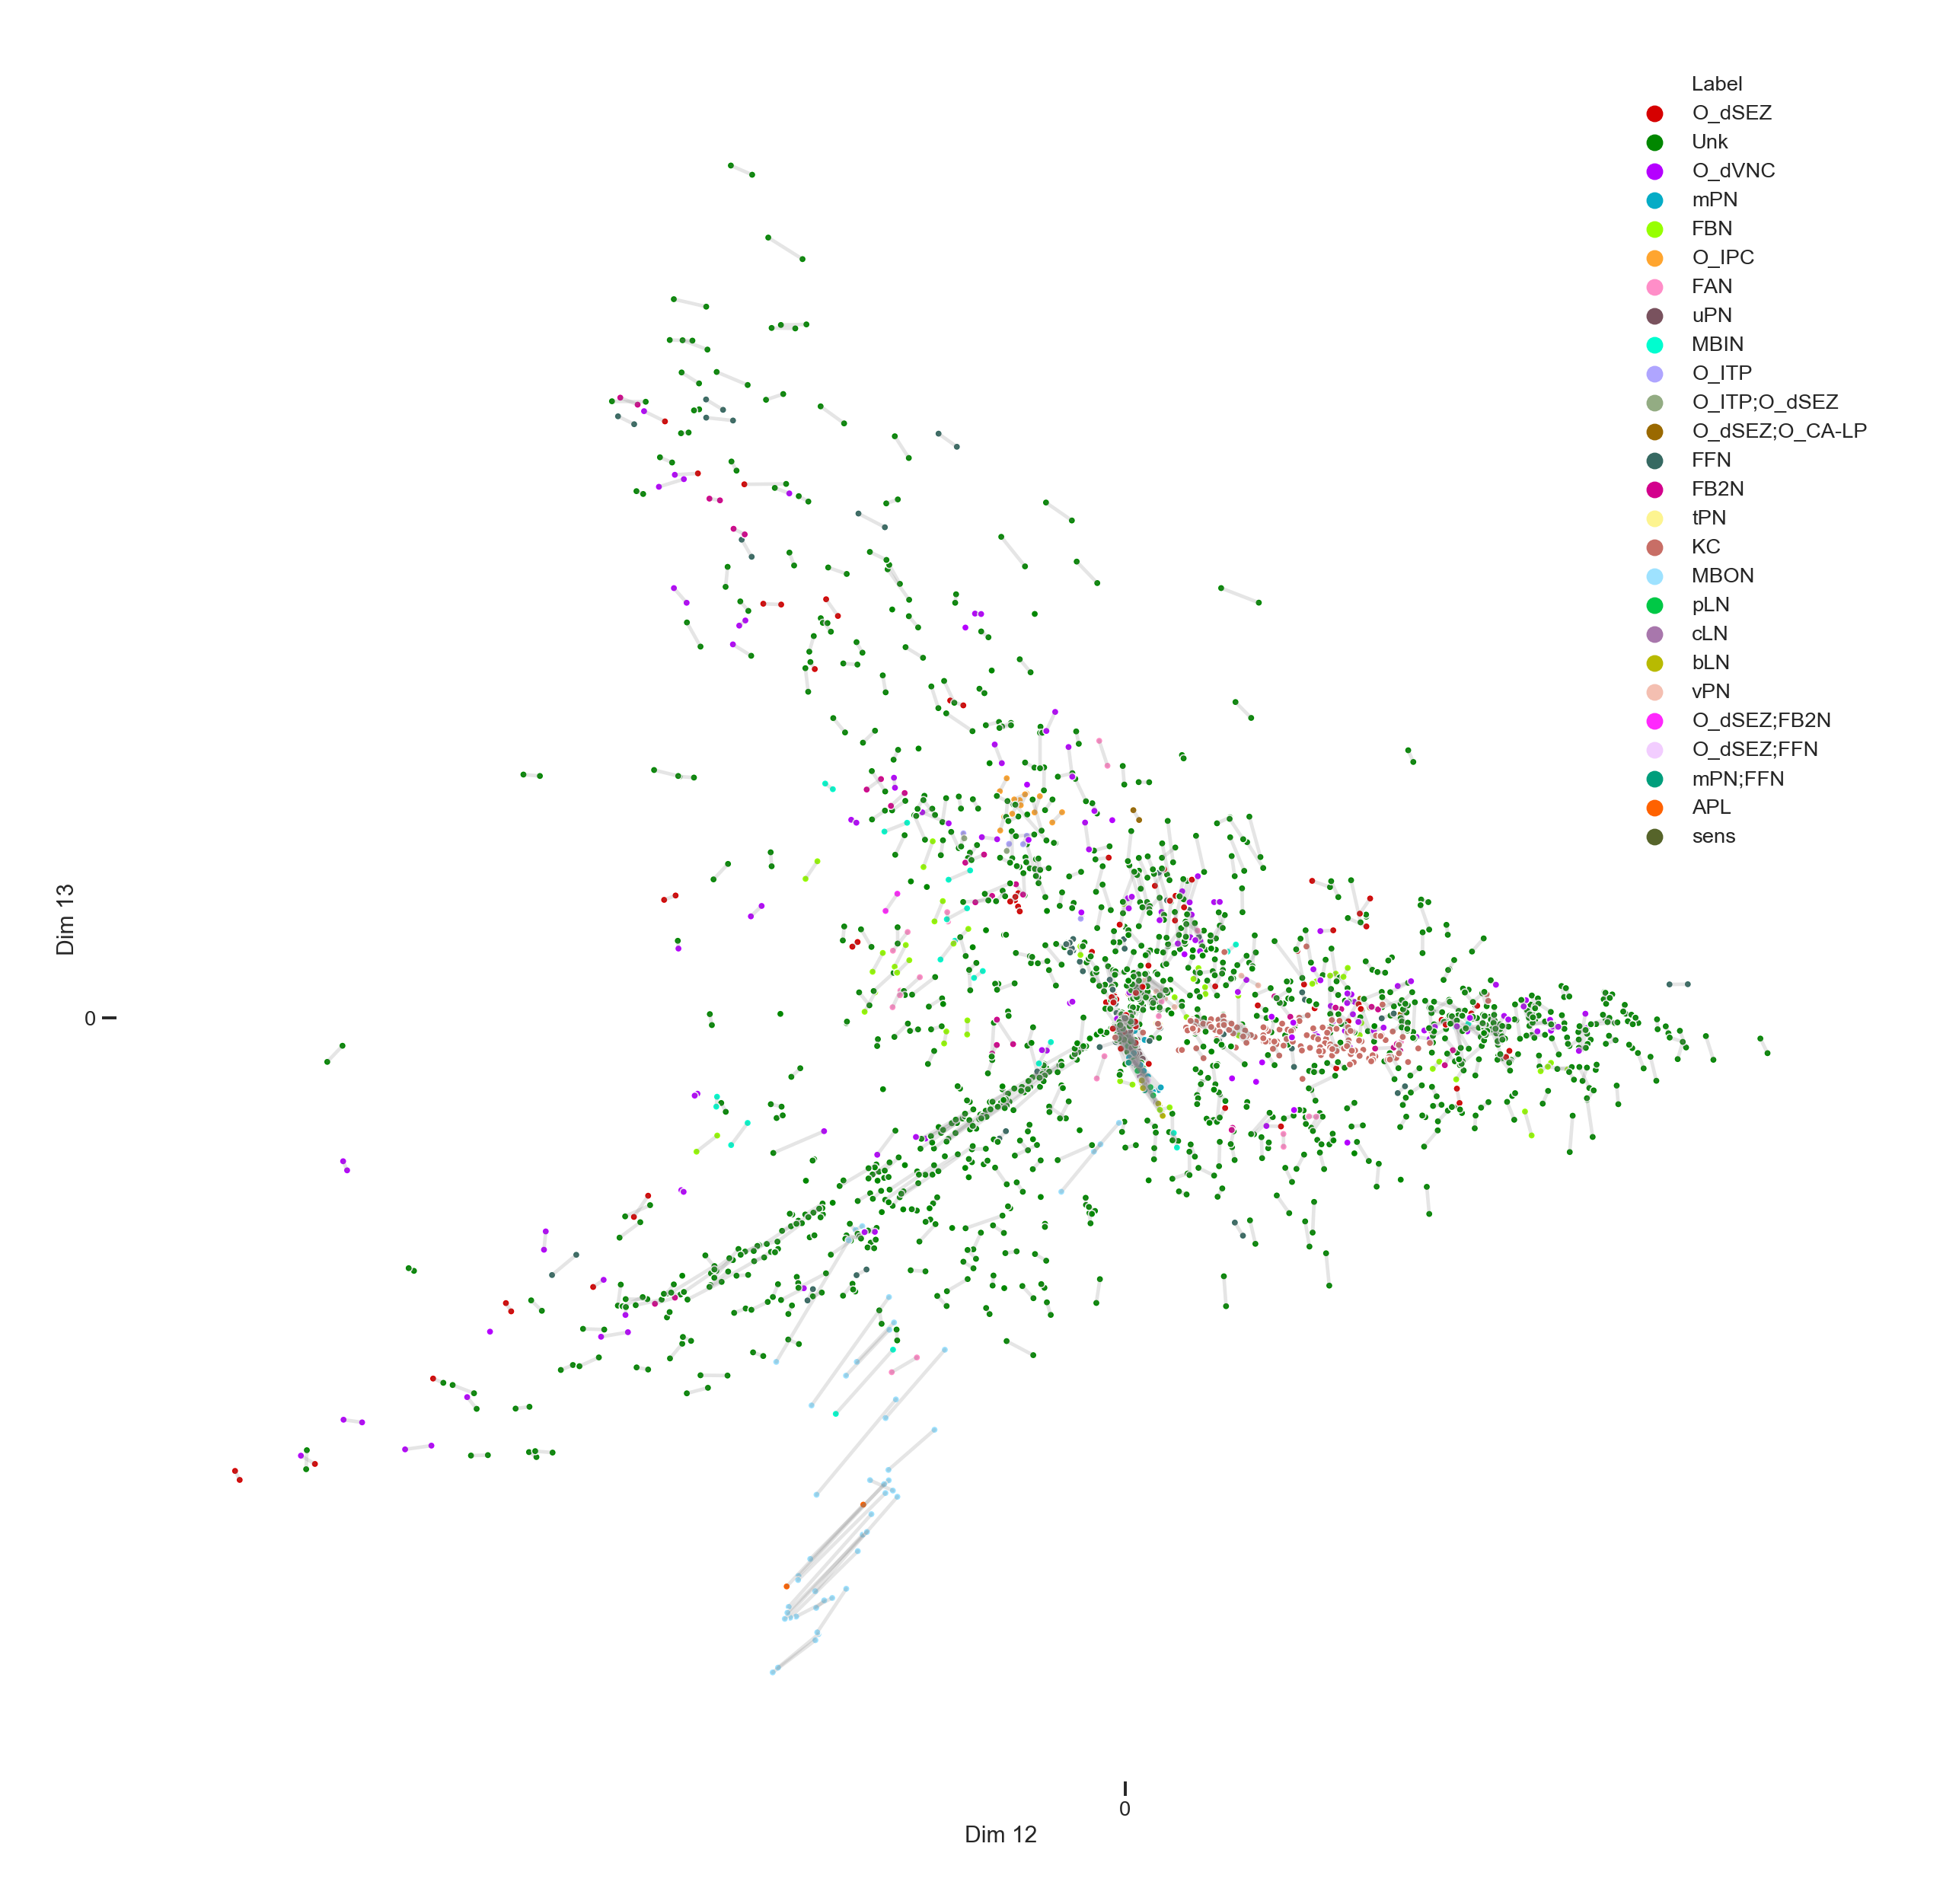 Label
O_dSEZ
Unk
O_dVNC
mPN
FBN
O_IPC
FAN
uPN
MBIN
O_ITP
O_ITP;O_dSEZ
O_dSEZ;O_CA-LP
FFN
FB2N
tPN
KC
MBON
pLN
cLN
bLN
vPN
O_dSEZ;FB2N
O_dSEZ;FFN
mPN;FFN
APL
sens
Dim 13
0
0
Dim 12